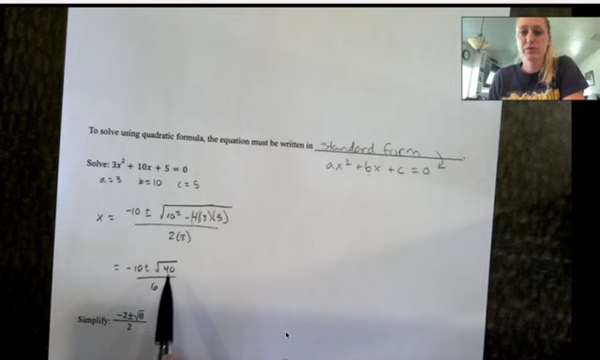 To solve using quadratic formula, the equation must be written in standard form.
ax² + bx + c = 0
Solve: 3x² + 10x + 5 = 0
a=3 b=10 c=5
x = -10 ± √10² - 4(3)(5)
2(3)
= -10 ± √40
6
Simplify: -2±√8
2